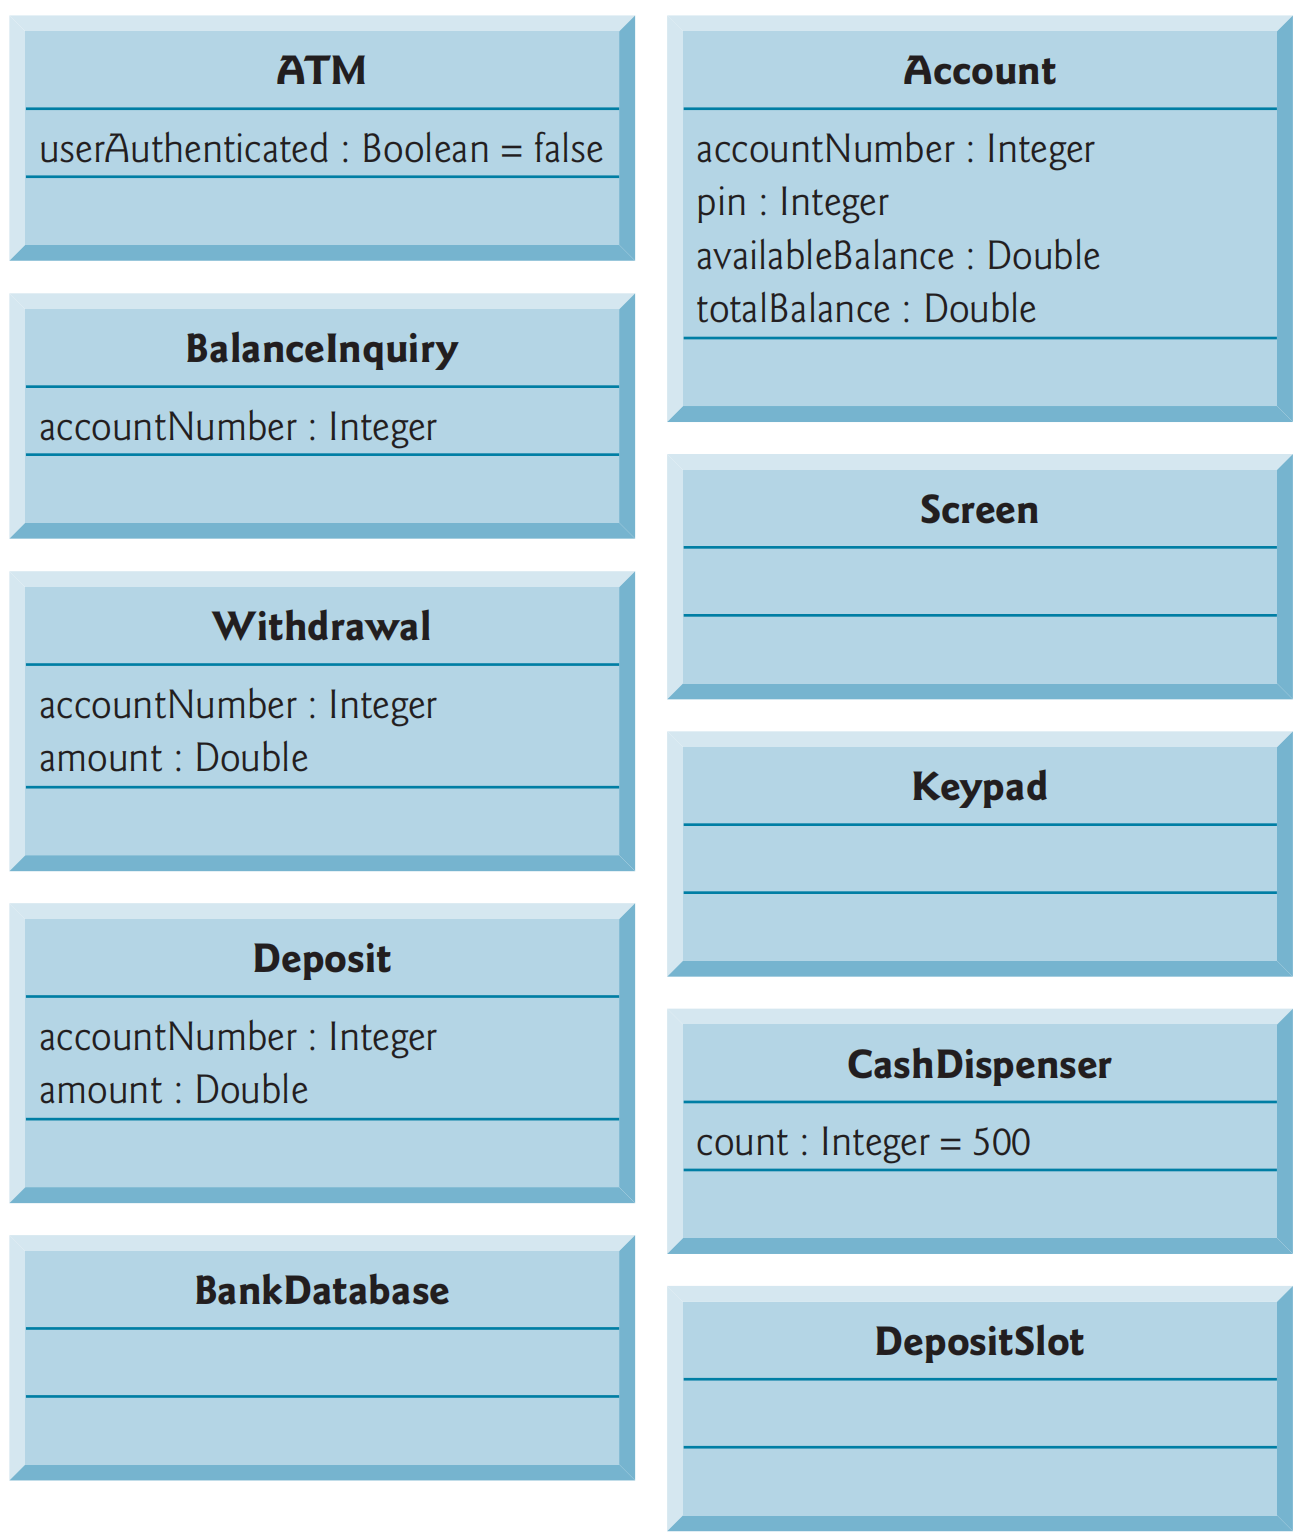 ATM
userAuthenticated : Boolean = false
BalanceInquiry
accountNumber : Integer
Withdrawal
accountNumber : Integer
amount : Double
Deposit
accountNumber : Integer
amount : Double
BankDatabase
Account
accountNumber : Integer
pin : Integer
availableBalance : Double
totalBalance : Double
Screen
Keypad
CashDispenser
count : Integer = 500
DepositSlot